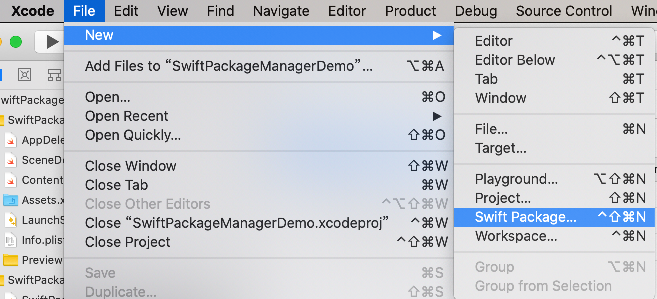 Xcode File Edit View Find Navigate Editor Product Debug Source Control
New
Add Files to “SwiftPackageManagerDemo”... ⌥⌘A
Open... ⌘O
Open Recent
Open Quickly... ⇧⌘O
Close Window ⇧⌘W
Close Tab ⌘W
Close Other Editors ^⌥⇧⌘W
Close “SwiftPackageManagerDemo.xcodeproj” ^⌘W
Close Project ^⇧⌘W
Save ⌘S
Duplicate... ⇧⌘S
Editor ^⌘T
Editor Below ^⌥⌘T
Tab ⌘T
Window ⇧⌘T
File... ⌘N
Target...
Playground... ⌥⇧⌘N
Project... ⇧⌘N
Swift Package... ^⇧⌘N
Workspace... ^⌘N
Group ⌥⌘N
Group from Selection
wiftPackage
SwiftPacka
AppDele
SceneDe
Content
Assets.x
LaunchS
Info.plis
Preview
SwiftPacka